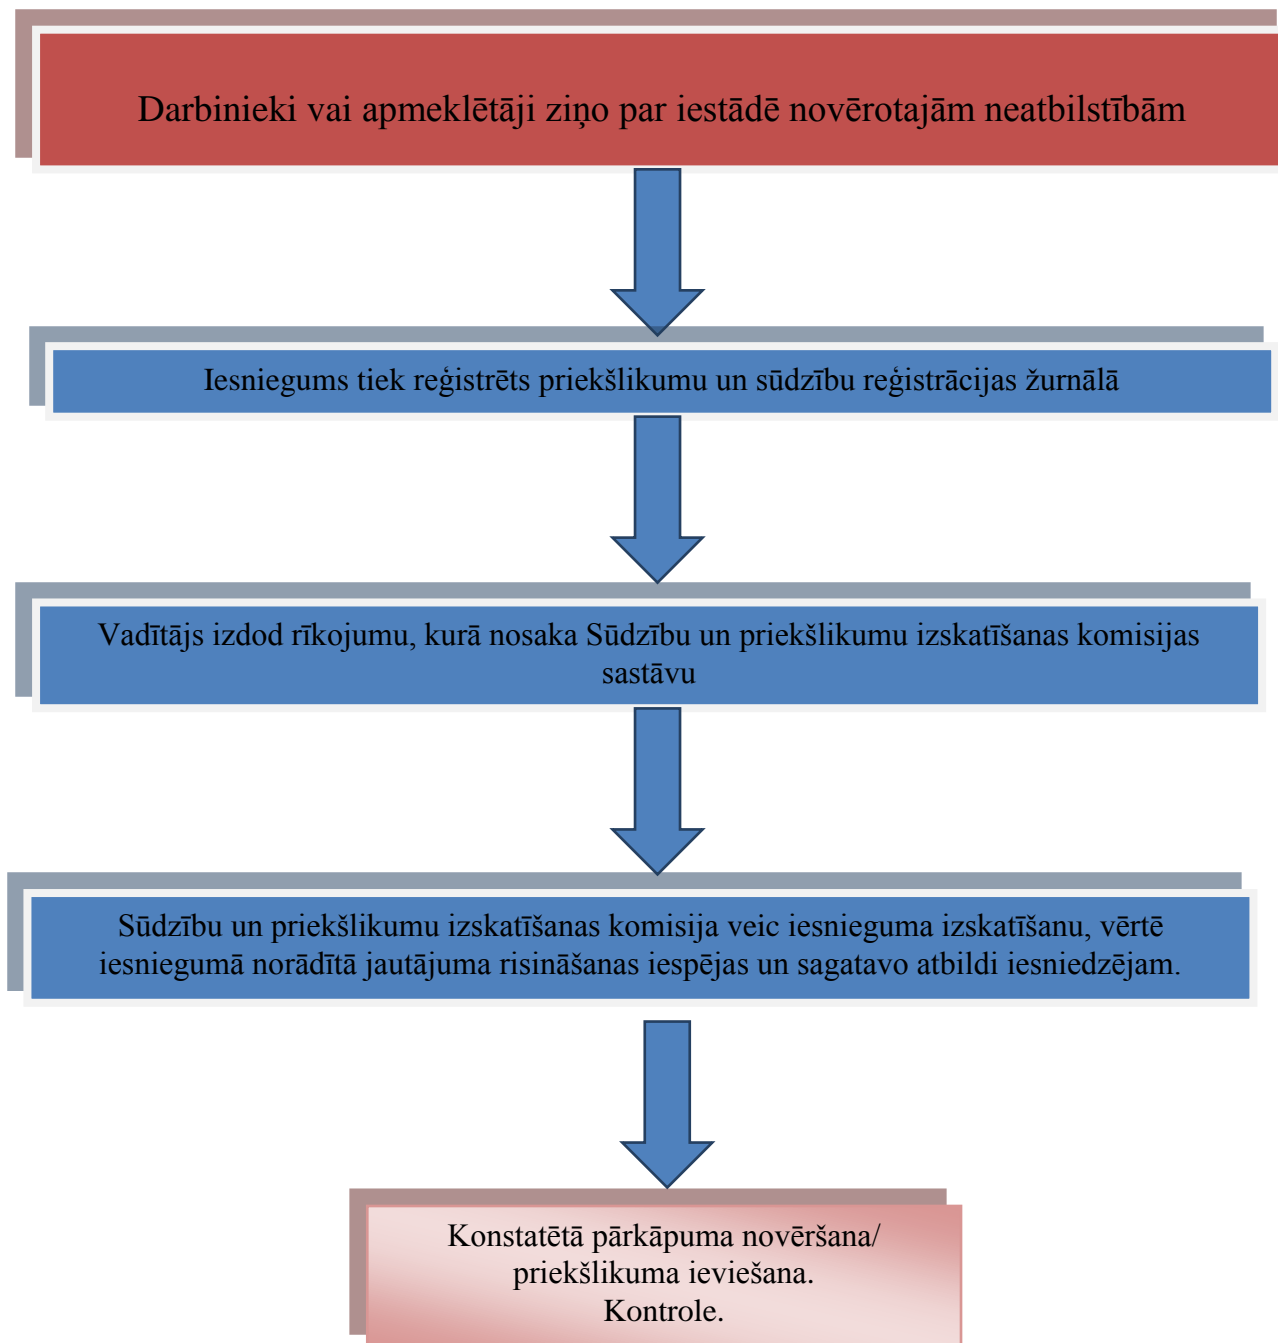 Darbinieki vai apmeklētāji ziņo par iestādē novērotajām neatbilstībām
Iesniegums tiek reģistrēts priekšlikumu un sūdzību reģistrācijas žurnālā
Vadītājs izdod rīkojumu, kurā nosaka Sūdzību un priekšlikumu izskatīšanas komisijas
sastāvu
Sūdzību un priekšlikumu izskatīšanas komisija veic iesnieguma izskatīšanu, vērtē
iesniegumā norādītā jautājuma risināšanas iespējas un sagatavo atbildi iesniedzējam.
Konstatētā pārkāpuma novēršana/
priekšlikuma ieviešana.
Kontrole.